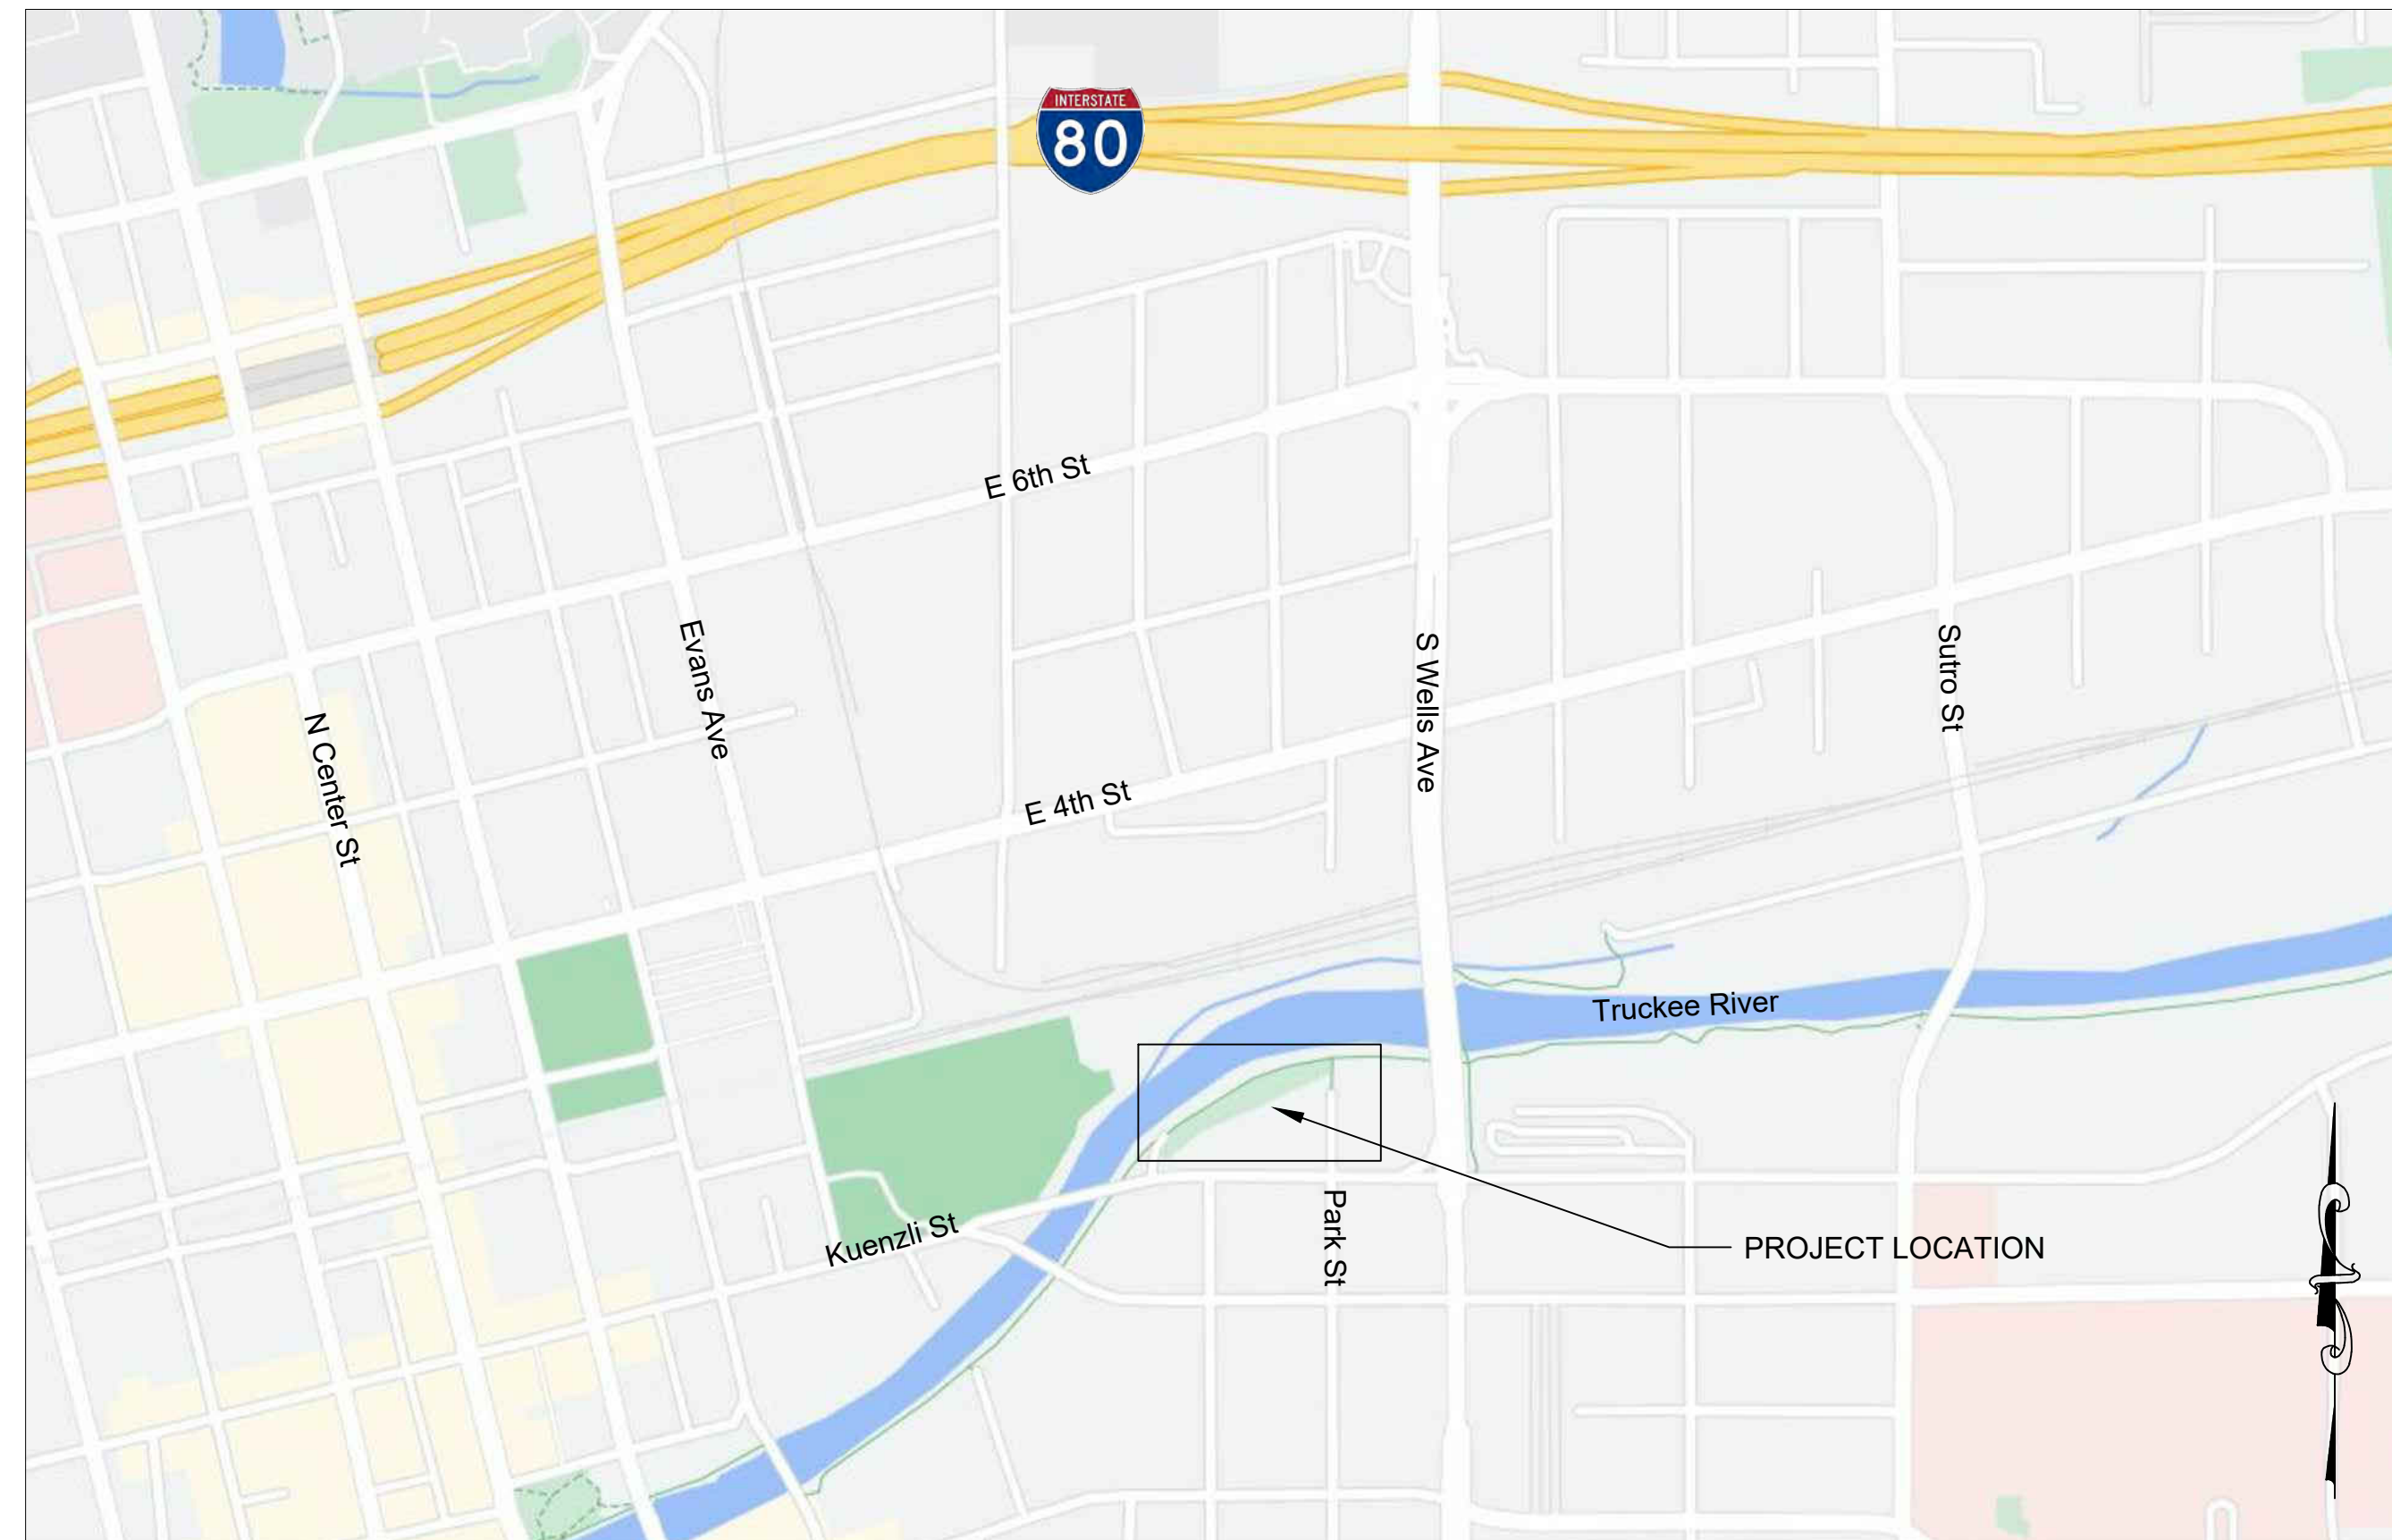 INTERSTATE
80
E 6th St
Evans Ave
S Wells Ave
Sutro St
N Center St
E 4th St
Truckee River
Park St
Kuenzli St
PROJECT LOCATION